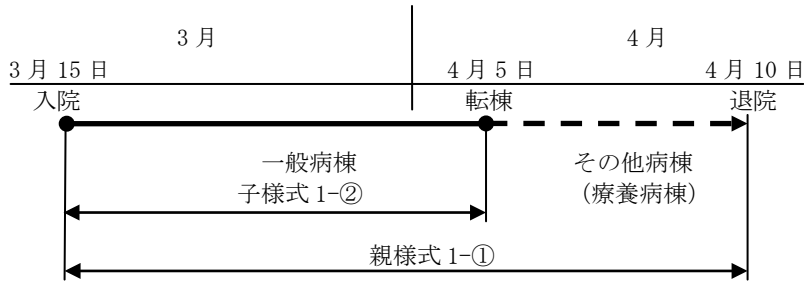 3 月 4 月
3 月 15 日 4 月 5 日 4 月 10 日
入院 転棟 退院
一般病棟 その他病棟
子様式 1-② (療養病棟)
親様式 1-①